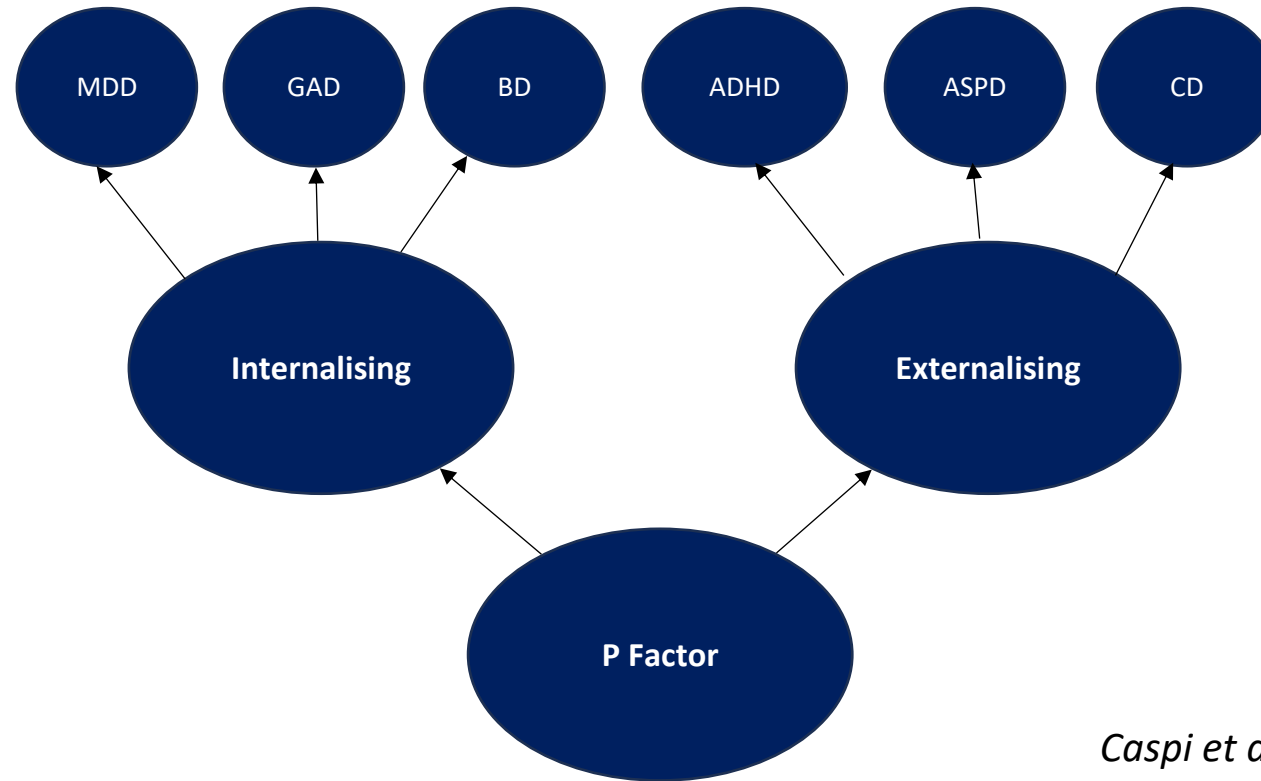 MDD
GAD
BD
ADHD
ASPD
CD
Internalising
Externalising
P Factor
Caspi et